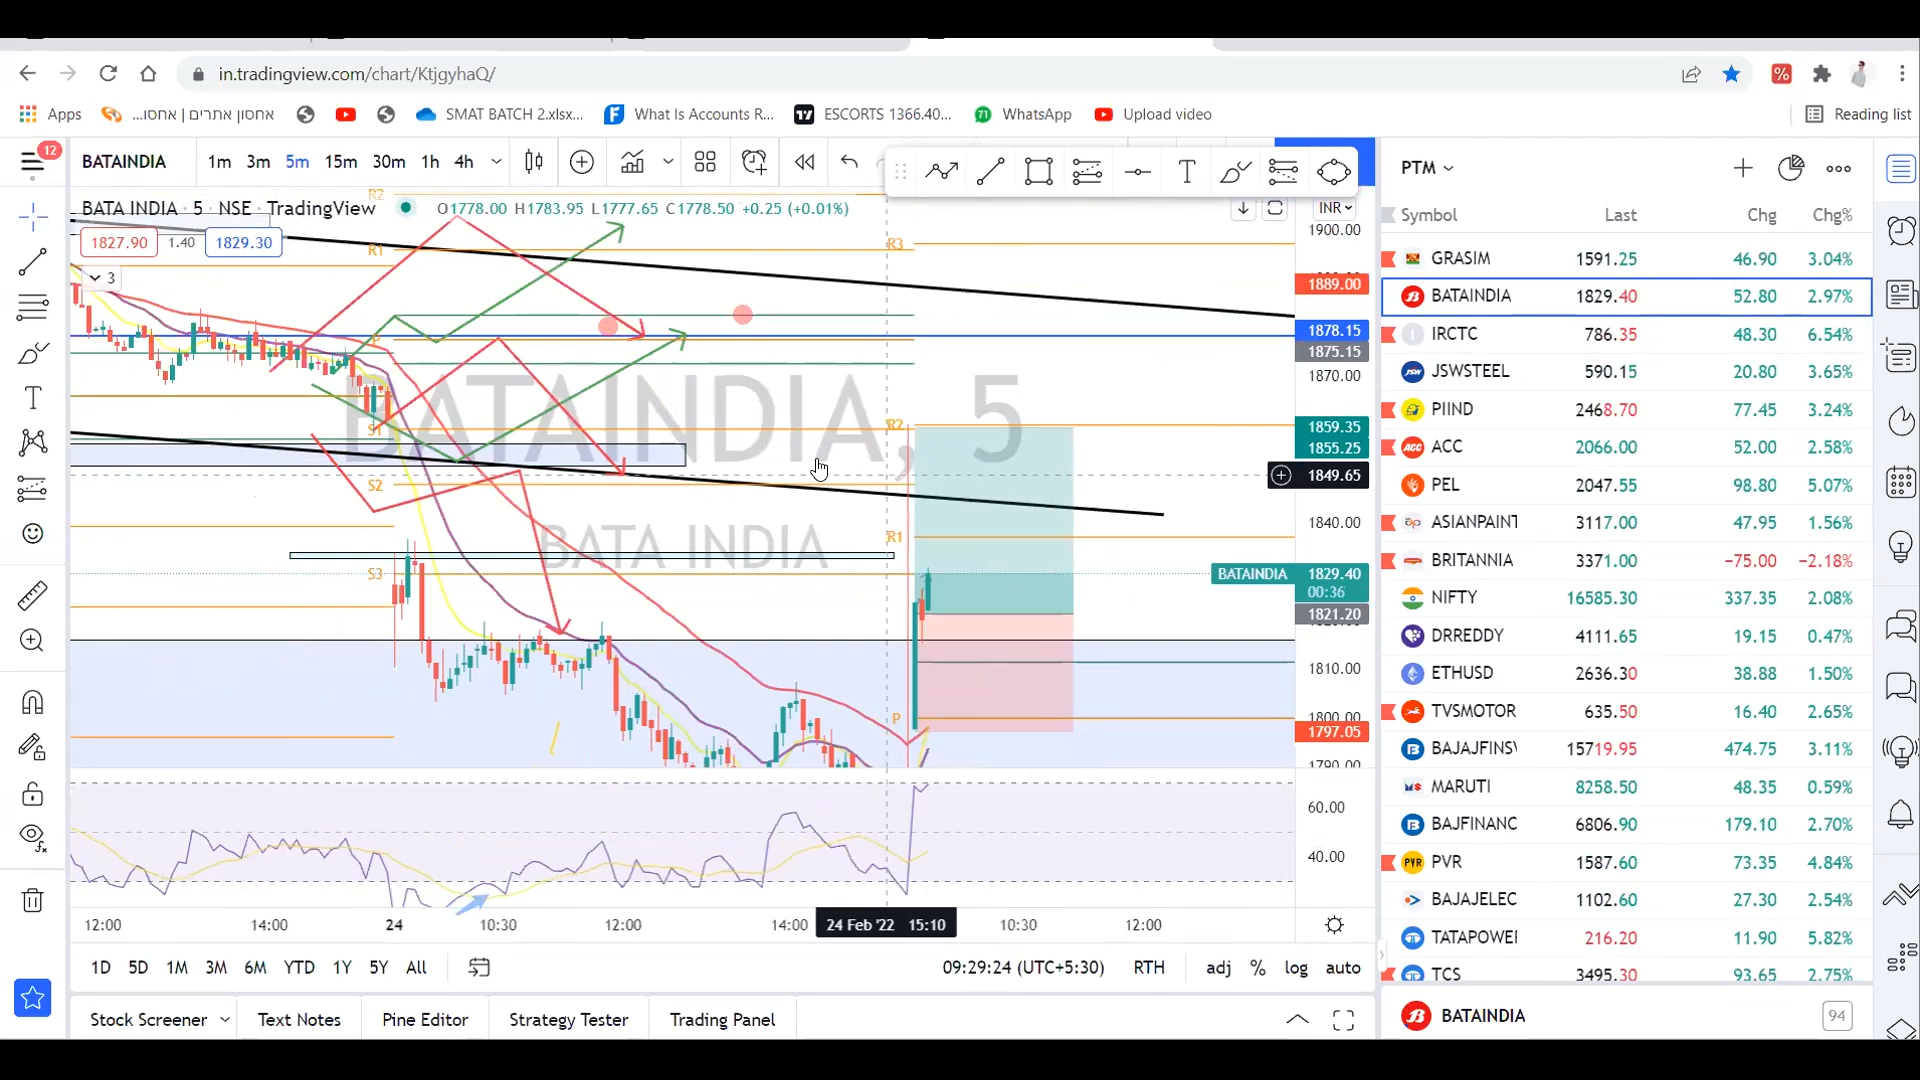 in.tradingview.com/chart/KtjgyhaQ/
Apps
אחסון אתרים | אחסו...
SMAT BATCH 2.xlsx...
What Is Accounts R...
ESCORTS 1366.40...
WhatsApp
Upload video
Reading list
12
BATAINDIA
1m 3m 5m 15m 30m 1h 4h
BATA INDIA · 5 · NSE · TradingView
O1778.00 H1783.95 L1777.65 C1778.50 +0.25 (+0.01%)
1827.90 1.40 1829.30
3
INR
R2
R1
P
S1
S2
S3
R3
R2
R1
P
BATAINDIA, 5
BATA INDIA
1900.00
1889.00
1878.15
1875.15
1870.00
1859.35
1855.25
1849.65
1840.00
BATAINDIA 1829.40
00:36
1821.20
1810.00
1800.00
1797.05
1790.00
60.00
40.00
12:00 14:00 24 10:30 12:00 14:00 24 Feb '22 15:10 10:30 12:00
1D 5D 1M 3M 6M YTD 1Y 5Y All
09:29:24 (UTC+5:30) RTH adj % log auto
Stock Screener Text Notes Pine Editor Strategy Tester Trading Panel
PTM
Symbol Last Chg Chg%
GRASIM 1591.25 46.90 3.04%
BATAINDIA 1829.40 52.80 2.97%
IRCTC 786.35 48.30 6.54%
JSWSTEEL 590.15 20.80 3.65%
PIIND 2468.70 77.45 3.24%
ACC 2066.00 52.00 2.58%
PEL 2047.55 98.80 5.07%
ASIANPAINT 3117.00 47.95 1.56%
BRITANNIA 3371.00 −75.00 −2.18%
NIFTY 16585.30 337.35 2.08%
DRREDDY 4111.65 19.15 0.47%
ETHUSD 2636.30 38.88 1.50%
TVSMOTOR 635.50 16.40 2.65%
BAJAJFINSV 15719.95 474.75 3.11%
MARUTI 8258.50 48.35 0.59%
BAJFINANC 6806.90 179.10 2.70%
PVR 1587.60 73.35 4.84%
BAJAJELEC 1102.60 27.30 2.54%
TATAPOWE 216.20 11.90 5.82%
TCS 3495.30 93.65 2.75%
BATAINDIA 94